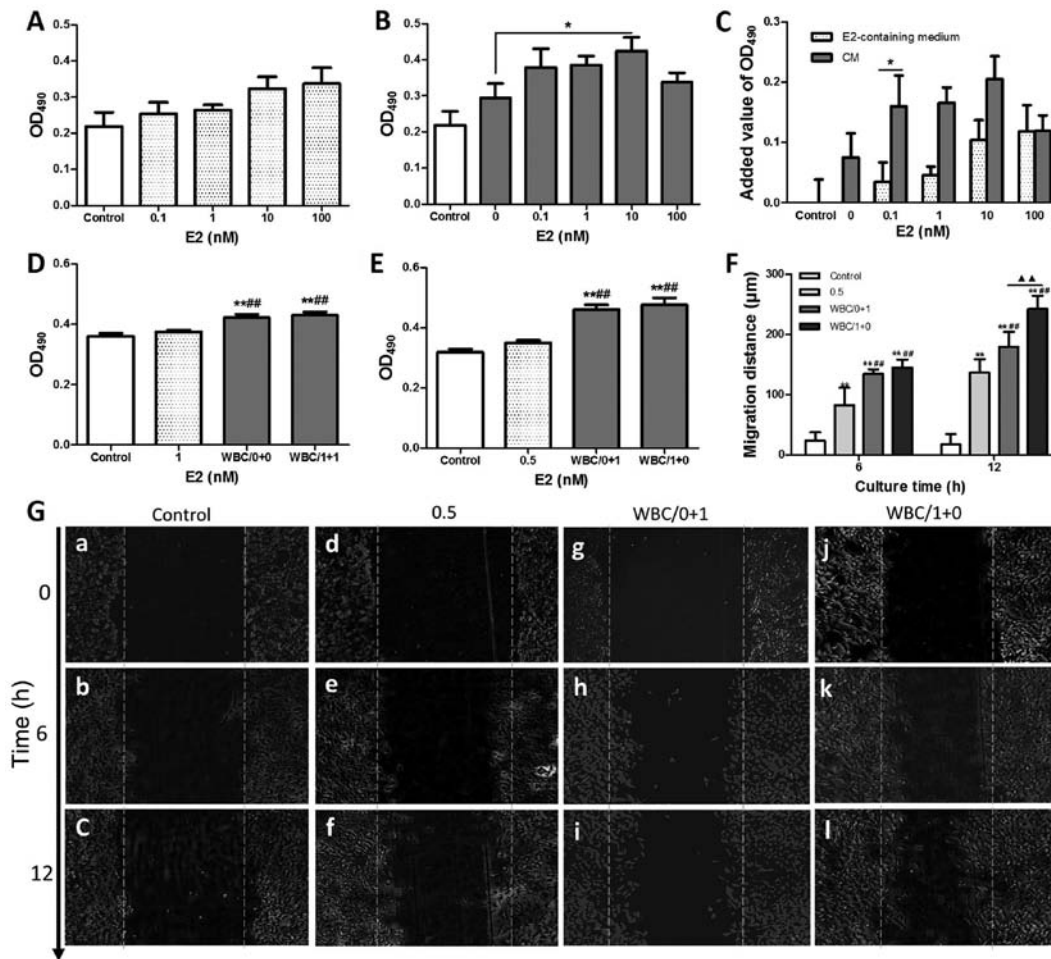 A
OD490
0.5
0.4
0.3
0.2
0.1
0.0
Control 0.1 1 10 100
E2 (nM)
B
OD490
0.5
0.4
0.3
0.2
0.1
0.0
*
Control 0 0.1 1 10 100
E2 (nM)
C
Added value of OD490
0.3
0.2
0.1
0.0
E2-containing medium
CM
*
Control 0 0.1 1 10 100
E2 (nM)
D
OD490
0.6
0.4
0.2
0.0
**## **##
Control 1 WBC/0+0 WBC/1+1
E2 (nM)
E
OD490
0.6
0.4
0.2
0.0
**## **##
Control 0.5 WBC/0+1 WBC/1+0
E2 (nM)
F
Migration distance (μm)
300
200
100
0
Control
0.5
WBC/0+1
WBC/1+0
** **## **##
** **## **##
▲▲
6 12
Culture time (h)
G
Control 0.5 WBC/0+1 WBC/1+0
Time (h)
0
a d g j
6
b e h k
12
C f i l